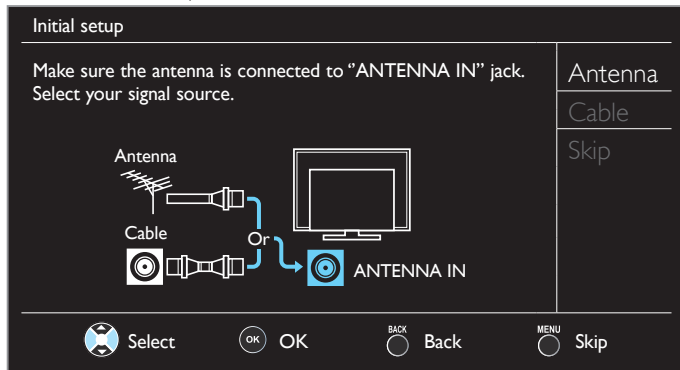 Initial setup
Make sure the antenna is connected to “ANTENNA IN” jack.
Select your signal source.
Antenna
Cable
Skip
Antenna
Cable
Or
ANTENNA IN
Select
OK
OK
BACK
Back
MENU
Skip